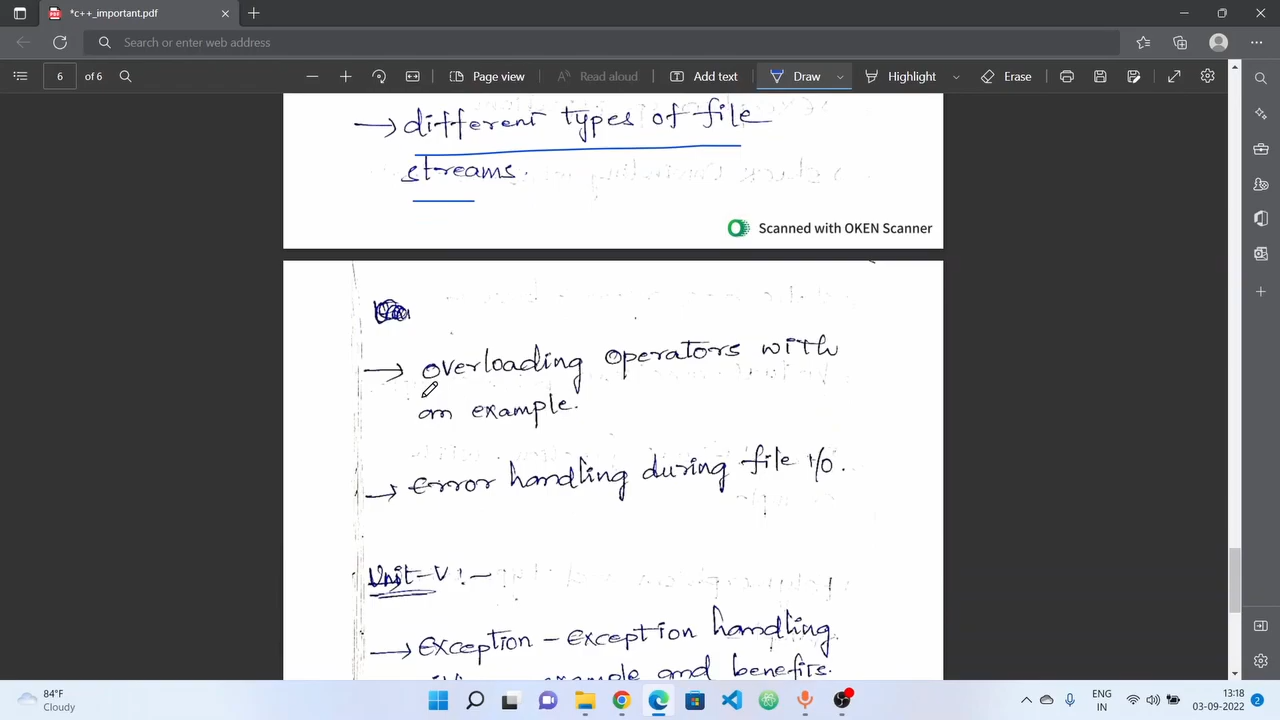 *c++_important.pdf
Search or enter web address
6 of 6
Page view
Read aloud
Add text
Draw
Highlight
Erase
→ different types of file
streams.
Scanned with OKEN Scanner
→ overloading operators with
an example.
→ Error handling during file I/O.
Unit-V :-
→ Exception - exception handling
example and benefits.
84°F
Cloudy
ENG
IN
13:18
03-09-2022
2